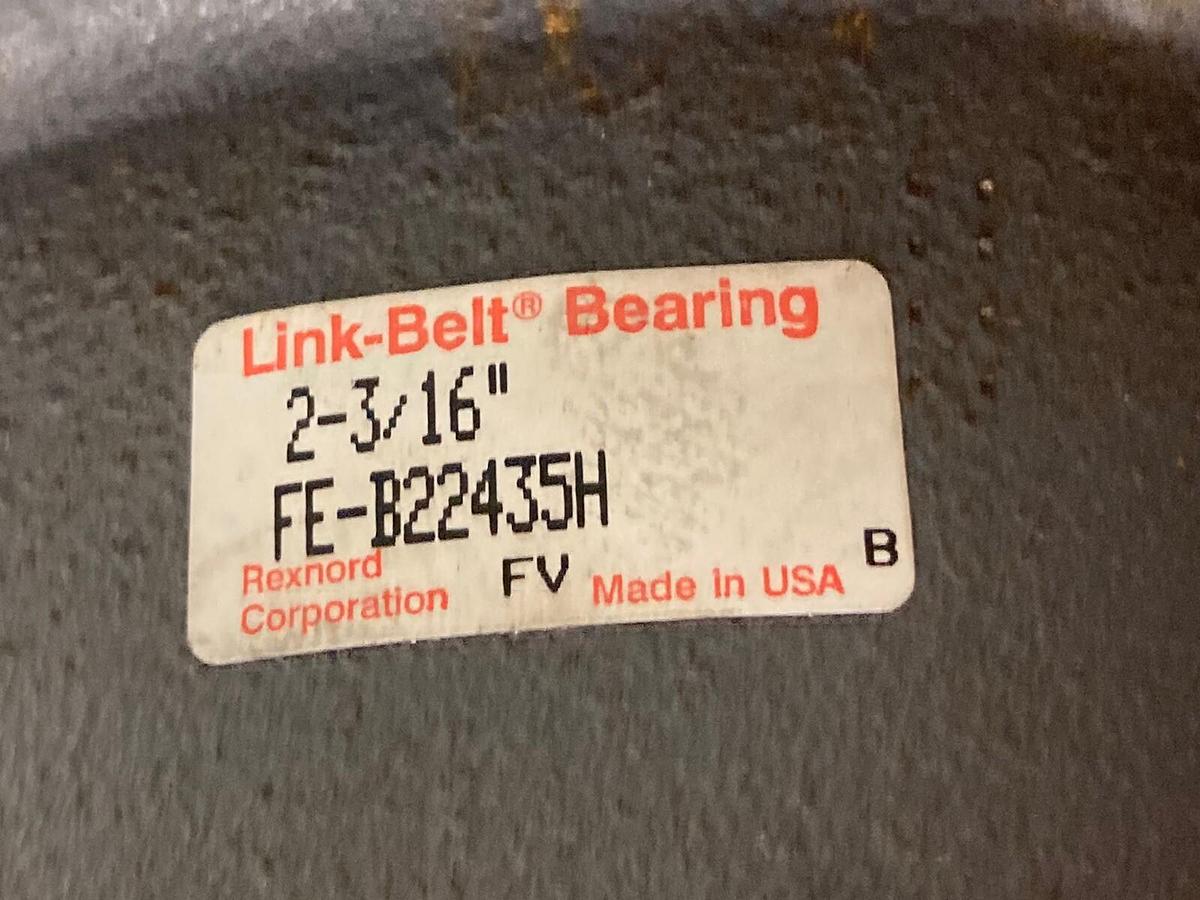 Link-Belt® Bearing
2-3/16"
FE-B22435H
Rexnord
Corporation
FV
Made in USA
B